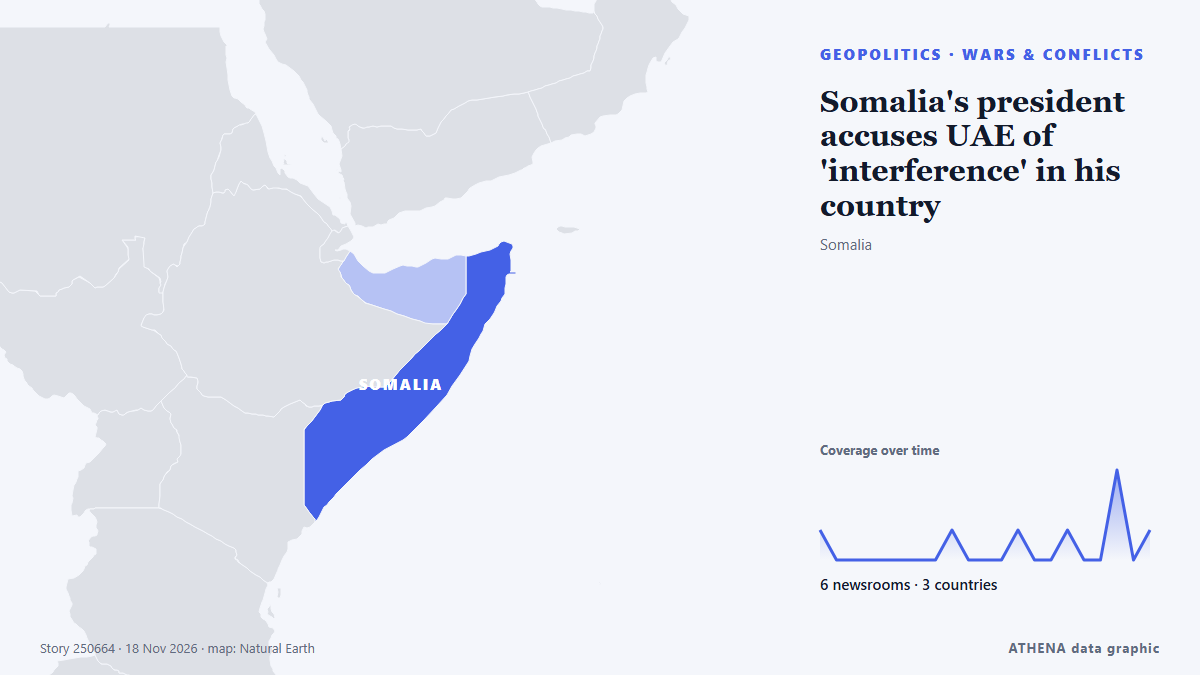 GEOPOLITICS · WARS & CONFLICTS
Somalia's president
accuses UAE of
'interference' in his
country
Somalia
SOMALIA
Coverage over time
6 newsrooms · 3 countries
Story 250664 · 18 Nov 2026 · map: Natural Earth
ATHENA data graphic